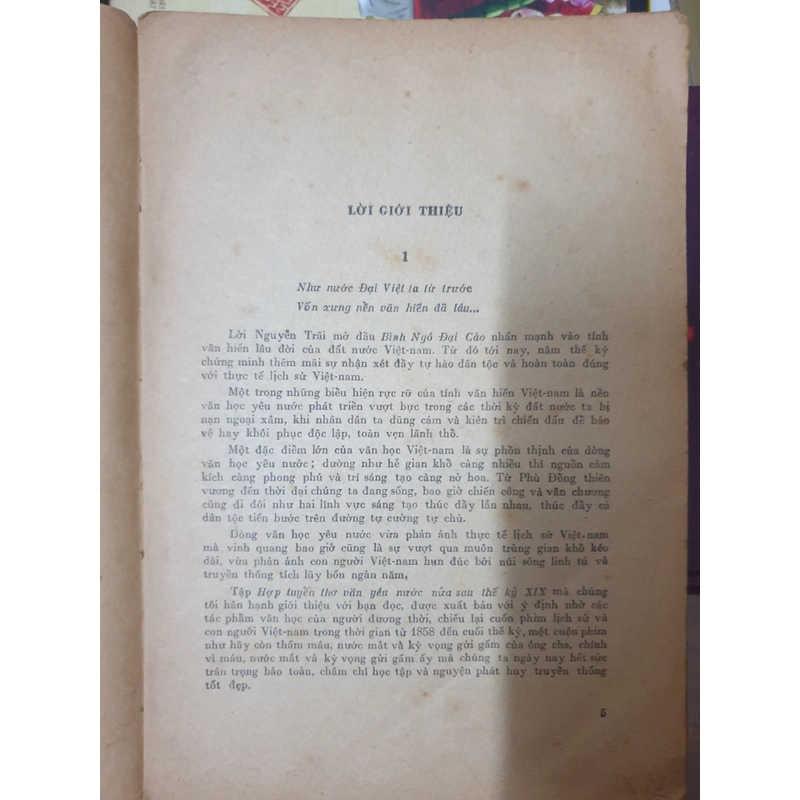 LỜI GIỚI THIỆU
1
Như nước Đại Việt ta từ trước
Vốn xưng nền văn hiến đã lâu...
Lời Nguyễn Trãi mở đầu Bình Ngô Đại Cáo nhấn mạnh vào tính
văn hiến lâu đời của đất nước Việt-nam. Từ đó tới nay, năm thế kỷ
chứng minh thêm mãi sự nhận xét đầy tự hào dân tộc và hoàn toàn đúng
với thực tế lịch sử Việt-nam.
Một trong những biểu hiện rực rỡ của tính văn hiến Việt-nam là nền
văn học yêu nước phát triển vượt bực trong các thời kỳ đất nước ta bị
nạn ngoại xâm, khi nhân dân ta dũng cảm và kiên trì chiến đấu để bảo
vệ hay khôi phục độc lập, toàn vẹn lãnh thổ.
Một đặc điểm lớn của văn học Việt-nam là sự phồn thịnh của dòng
văn học yêu nước ; dường như hễ gian khổ càng nhiều thì nguồn cảm
kích càng phong phú và trí sáng tạo càng nở hoa. Từ Phù Đổng thiên
vương đến thời đại chúng ta đang sống, bao giờ chiến công và văn chương
cũng đi đôi như hai lĩnh vực sáng tạo thúc đẩy lẫn nhau, thúc đẩy cả
dân tộc tiến bước trên đường tự cường tự chủ.
Dòng văn học yêu nước vừa phản ánh thực tế lịch sử Việt-nam
mà vinh quang bao giờ cũng là sự vượt qua muôn trùng gian khổ kéo
dài, vừa phản ánh con người Việt-nam hun đúc bởi núi sông linh tú và
truyền thống tích lũy bốn ngàn năm.
Tập Hợp tuyển thơ văn yêu nước nửa sau thế kỷ XIX mà chúng
tôi hân hạnh giới thiệu với bạn đọc, được xuất bản với ý định nhờ các
tác phẩm văn học của người đương thời, chiếu lại cuốn phim lịch sử và
con người Việt-nam trong thời gian từ 1858 đến cuối thế kỷ, một cuộn phim
như hãy còn thấm máu, nước mắt và kỳ vọng gửi gắm của ông cha, chính
vì máu, nước mắt và kỳ vọng gửi gắm ấy mà chúng ta ngày nay hết sức
trân trọng bảo toàn, chăm chỉ học tập và nguyện phát huy truyền thống
tốt đẹp.
5